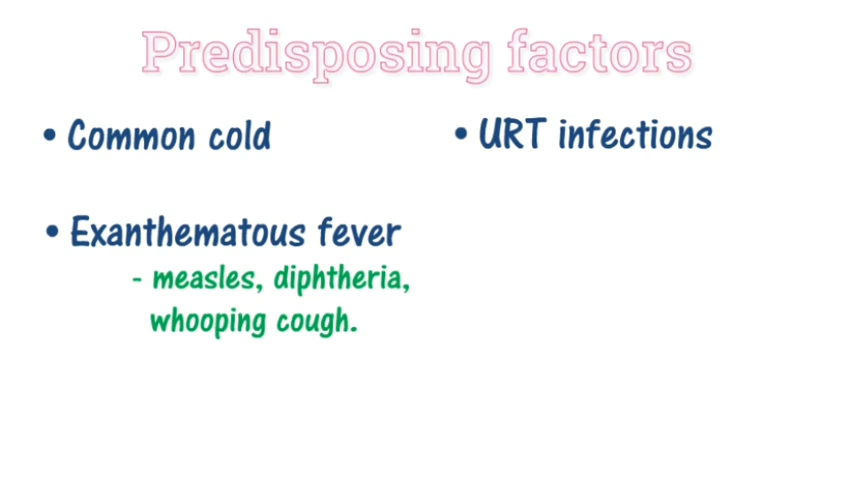 Predisposing factors
• Common cold
• URT infections
• Exanthematous fever
- measles, diphtheria,
whooping cough.